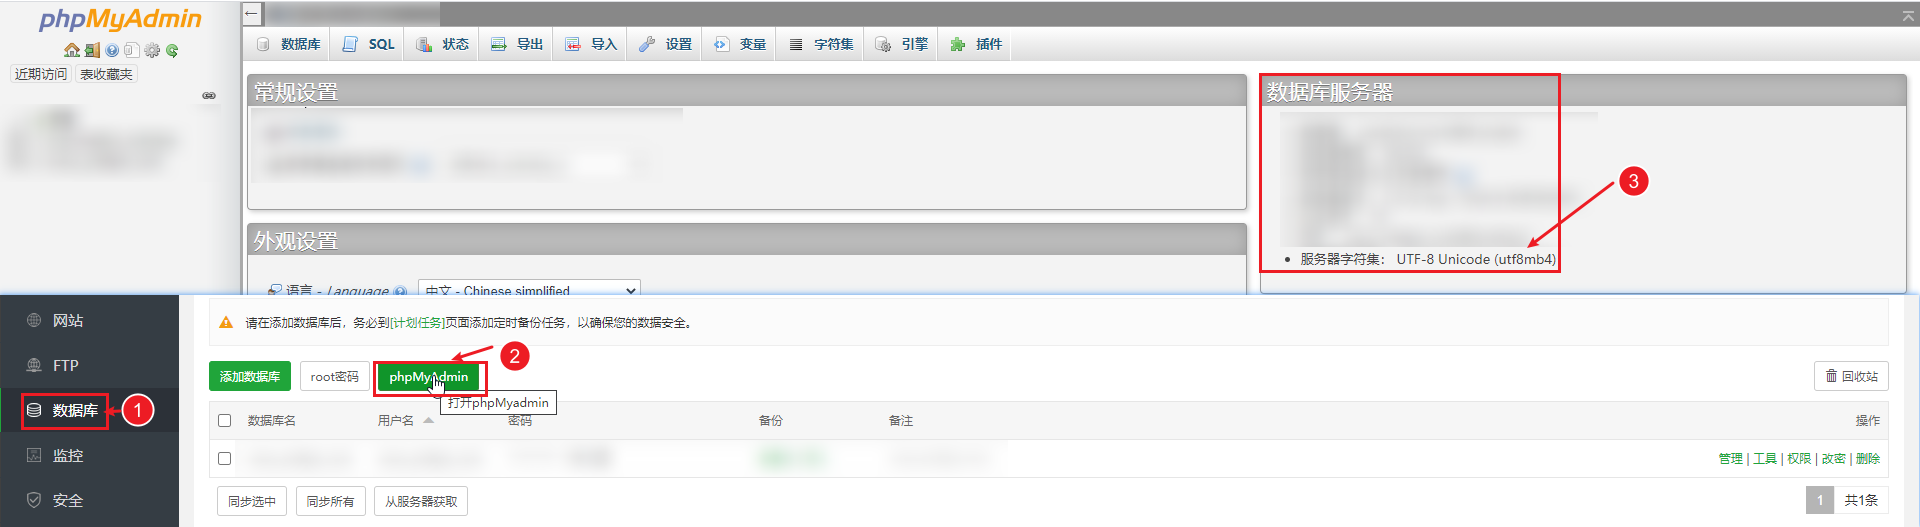 phpMyAdmin
近期访问 表收藏夹
数据库 SQL 状态 导出 导入 设置 变量 字符集 引擎 插件
常规设置
数据库服务器
3
服务器字符集： UTF-8 Unicode (utf8mb4)
外观设置
语言 - Language 中文 - Chinese simplified
网站
FTP
数据库
监控
安全
1
请在添加数据库后，务必到[计划任务]页面添加定时备份任务，以确保您的数据安全。
2
添加数据库 root密码 phpMyAdmin 回收站
打开phpMyadmin
数据库名 用户名 密码 备份 备注 操作
管理 | 工具 | 权限 | 改密 | 删除
同步选中 同步所有 从服务器获取 1 共1条